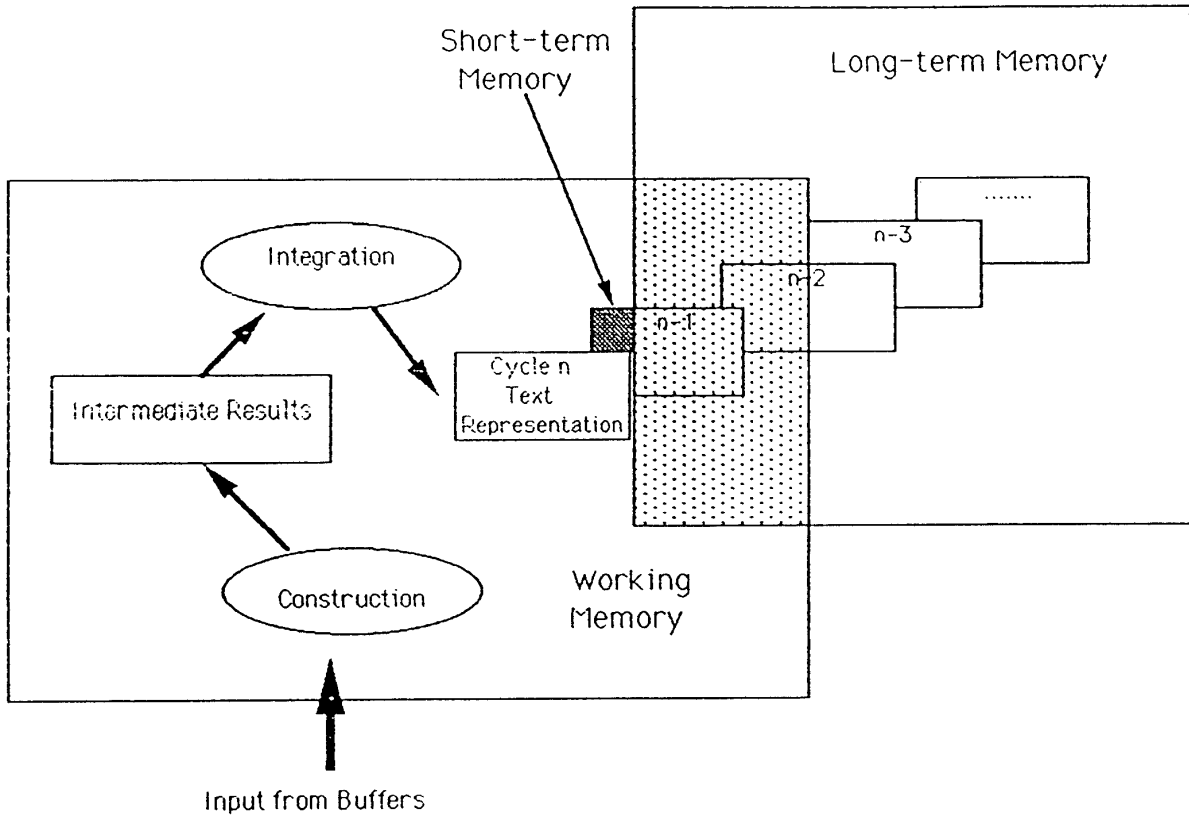 Short-term
Memory
Long-term Memory
.......
n-3
n-2
n-1
Integration
Cycle n
Text
Representation
Intermediate Results
Construction
Working
Memory
Input from Buffers